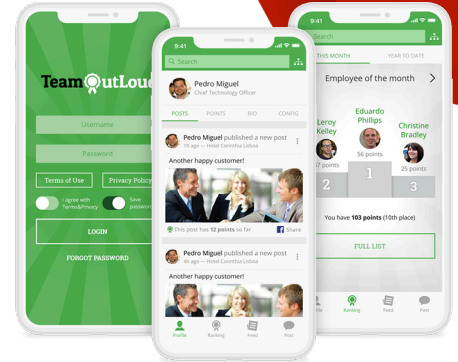 TeamOutLoud
Username
Password
Terms of Use
Privacy Policy
I agree with
Terms&Privacy
Save
password
LOGIN
FORGOT PASSWORD
9:41
Search
Pedro Miguel
Chief Technology Officer
POSTS
POINTS
BIO
CONFIG
Pedro Miguel published a new post
1h ago — Hotel Corinthia Lisboa
Another happy customer!
This post has 12 points so far
Share
Pedro Miguel published a new post
4h ago — Hotel Corinthia Lisboa
Another happy customer!
Profile
Ranking
Feed
Post
9:41
Search
THIS MONTH
YEAR TO DATE
Employee of the month
Eduardo
Phillips
56 points
1
Leroy
Kelley
points
2
Christine
Bradley
25 points
3
You have 103 points (10th place)
FULL LIST
Ranking
Feed
Post